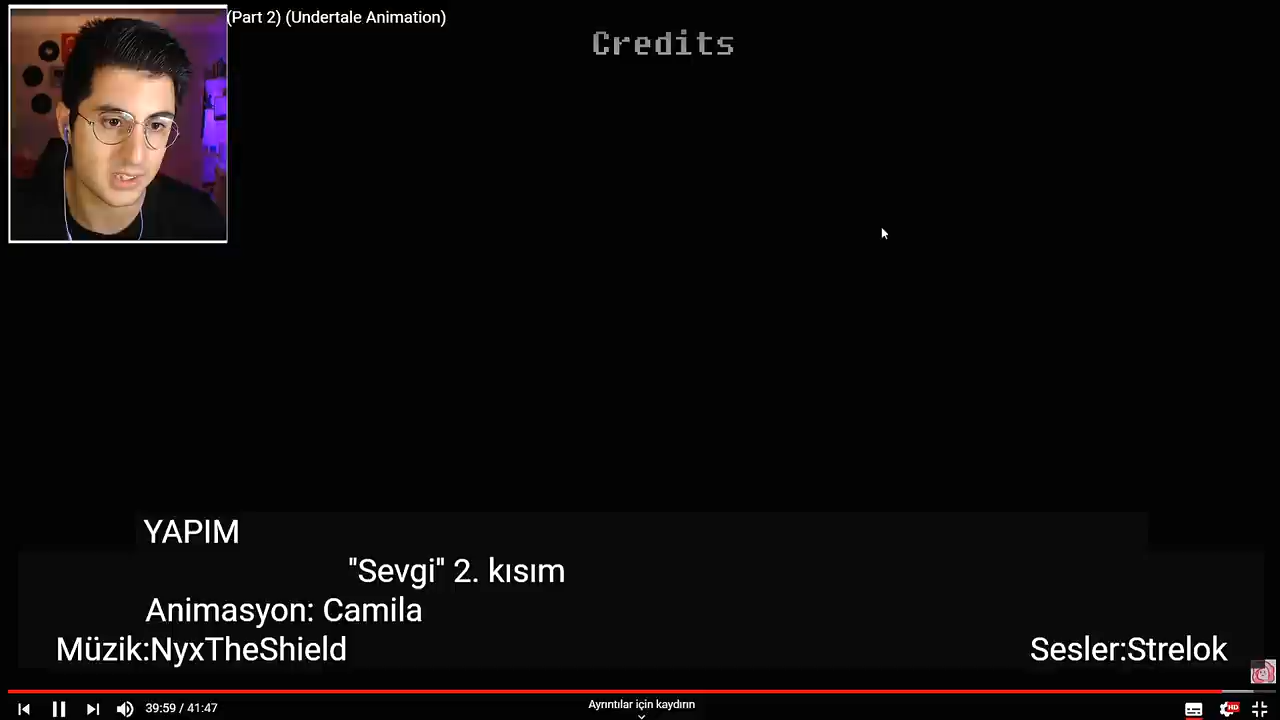 (Part 2) (Undertale Animation)
Credits
YAPIM
"Sevgi" 2. kısım
Animasyon: Camila
Müzik:NyxTheShield Sesler:Strelok
39:59 / 41:47 Ayrıntılar için kaydırın HD